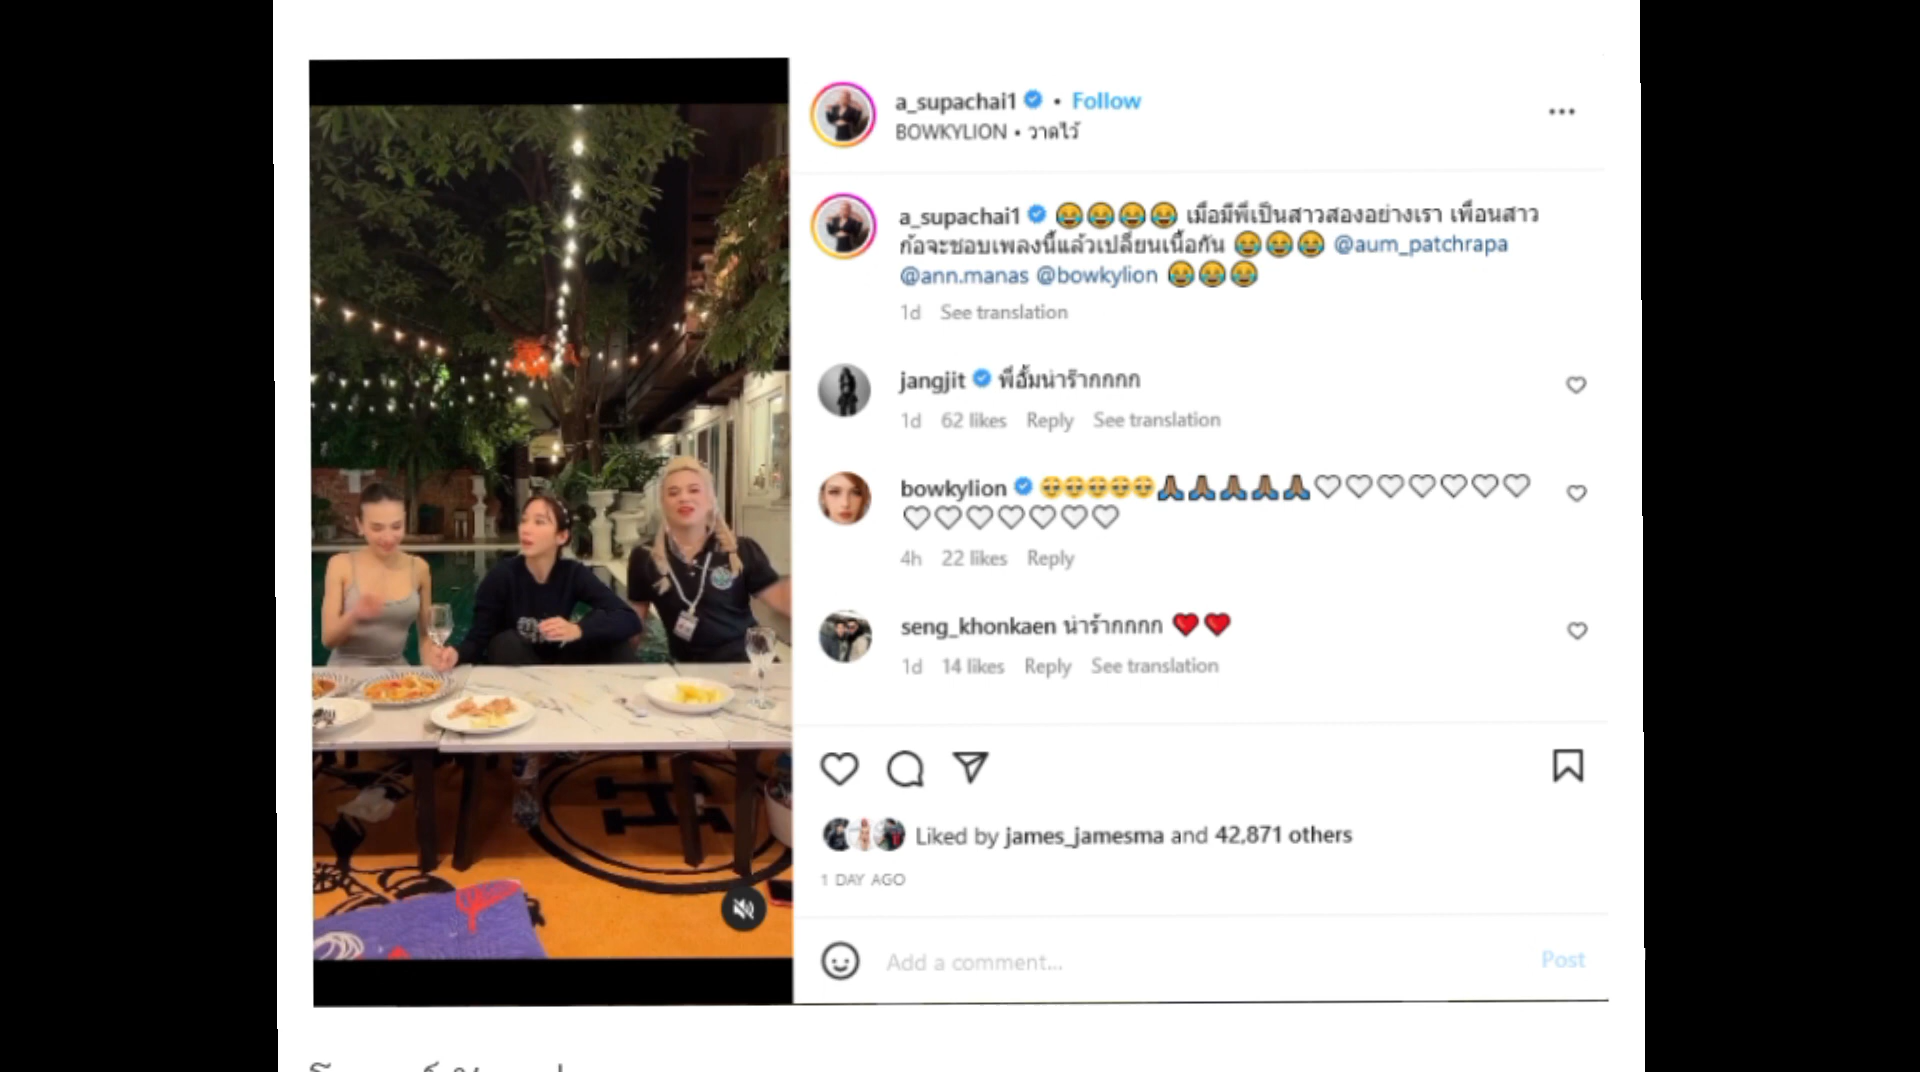 a_supachai1 • Follow
BOWKYLION • วาดไว้
a_supachai1 😂😂😂😂 เมื่อมีพี่เป็นสาวสองอย่างเรา เพื่อนสาว
ก้อจะชอบเพลงนี้แล้วเปลี่ยนเนื้อกัน 😂😂😂 @aum_patchrapa
@ann.manas @bowkylion 😂😂😂
1d See translation
jangjit พี่อั้มน่าร๊ากกกก
1d 62 likes Reply See translation
bowkylion 🥹🥹🥹🥹🥹🙏🏾🙏🏾🙏🏾🙏🏾🙏🏾🤍🤍🤍🤍🤍🤍🤍
🤍🤍🤍🤍🤍🤍🤍
4h 22 likes Reply
seng_khonkaen น่าร้ากกกก ❤️❤️
1d 14 likes Reply See translation
Liked by james_jamesma and 42,871 others
1 DAY AGO
Add a comment...
Post